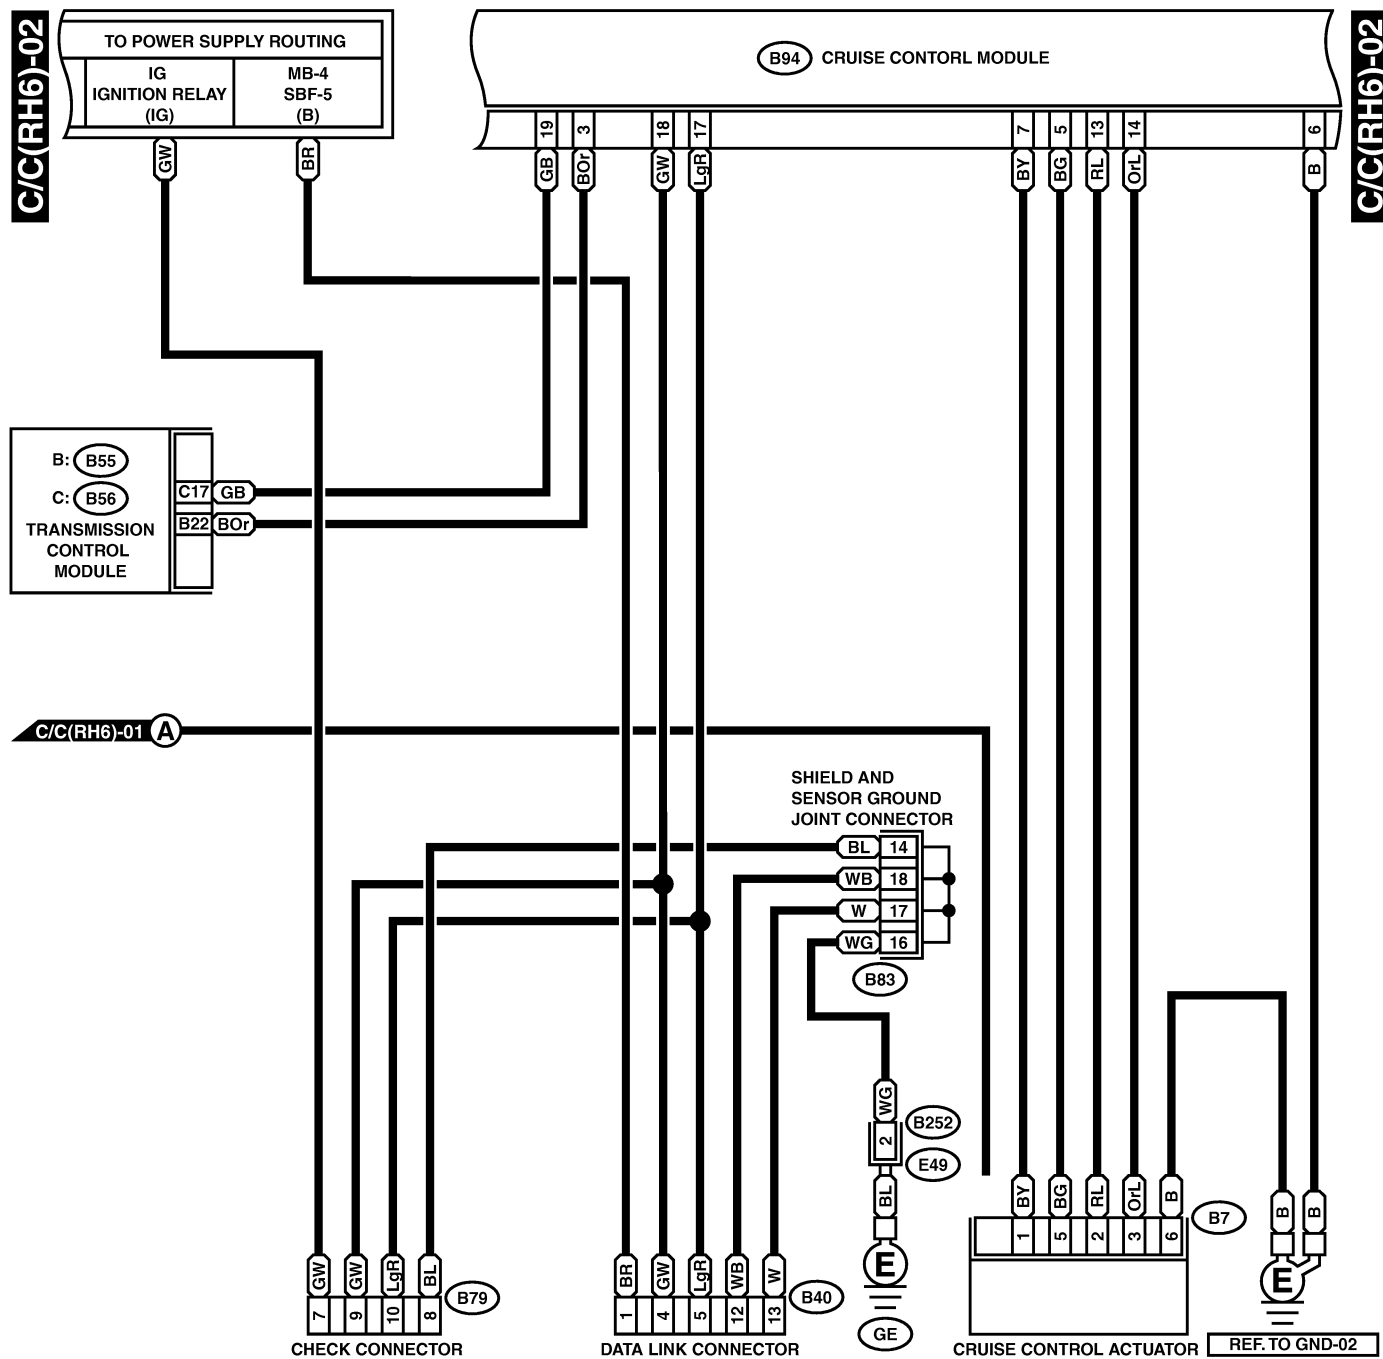 C/C(RH6)-02
TO POWER SUPPLY ROUTING
IG
IGNITION RELAY
(IG)
MB-4
SBF-5
(B)
GW
BR
B94 CRUISE CONTORL MODULE
19 3 18 17 7 5 13 14 6
GB BOr GW LgR BY BG RL OrL B
C/C(RH6)-02
B: B55
C: B56
TRANSMISSION
CONTROL
MODULE
C17 GB
B22 BOr
C/C(RH6)-01 A
SHIELD AND
SENSOR GROUND
JOINT CONNECTOR
BL 14
WB 18
W 17
WG 16
B83
WG
2
B252
E49
BL
E
GE
GW GW LgR BL
7 9 10 8
B79
CHECK CONNECTOR
BR GW LgR WB W
1 4 5 12 13
B40
DATA LINK CONNECTOR
BY BG RL OrL B
1 5 2 3 6
B7
CRUISE CONTROL ACTUATOR
B B
E
REF. TO GND-02